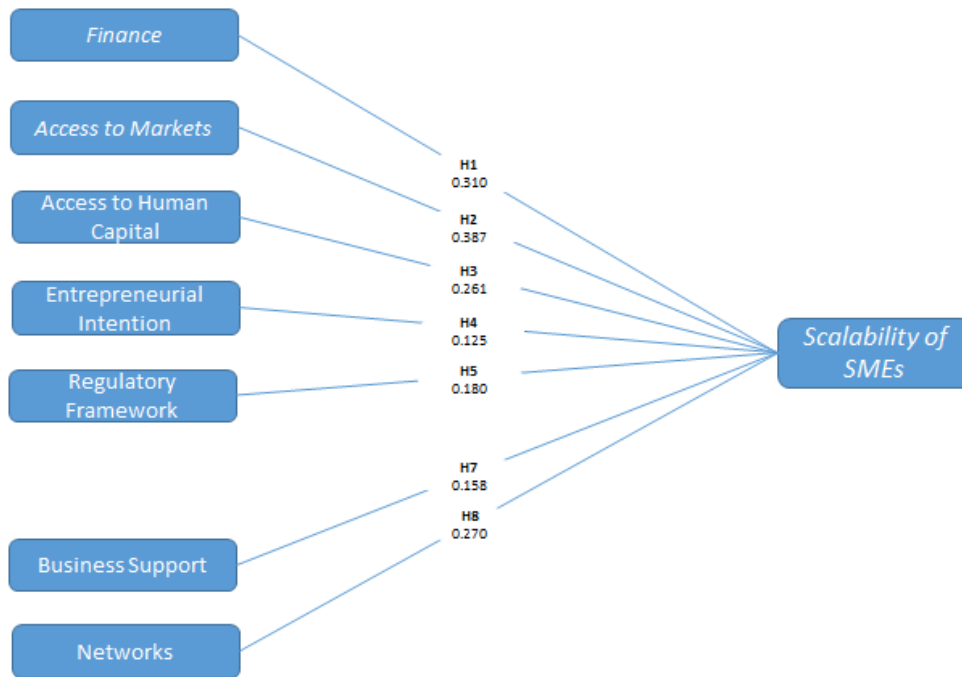 Finance
Access to Markets
Access to Human
Capital
Entrepreneurial
Intention
Regulatory
Framework
Business Support
Networks
H1
0.310
H2
0.387
H3
0.261
H4
0.125
H5
0.180
H7
0.158
H8
0.270
Scalability of
SMEs